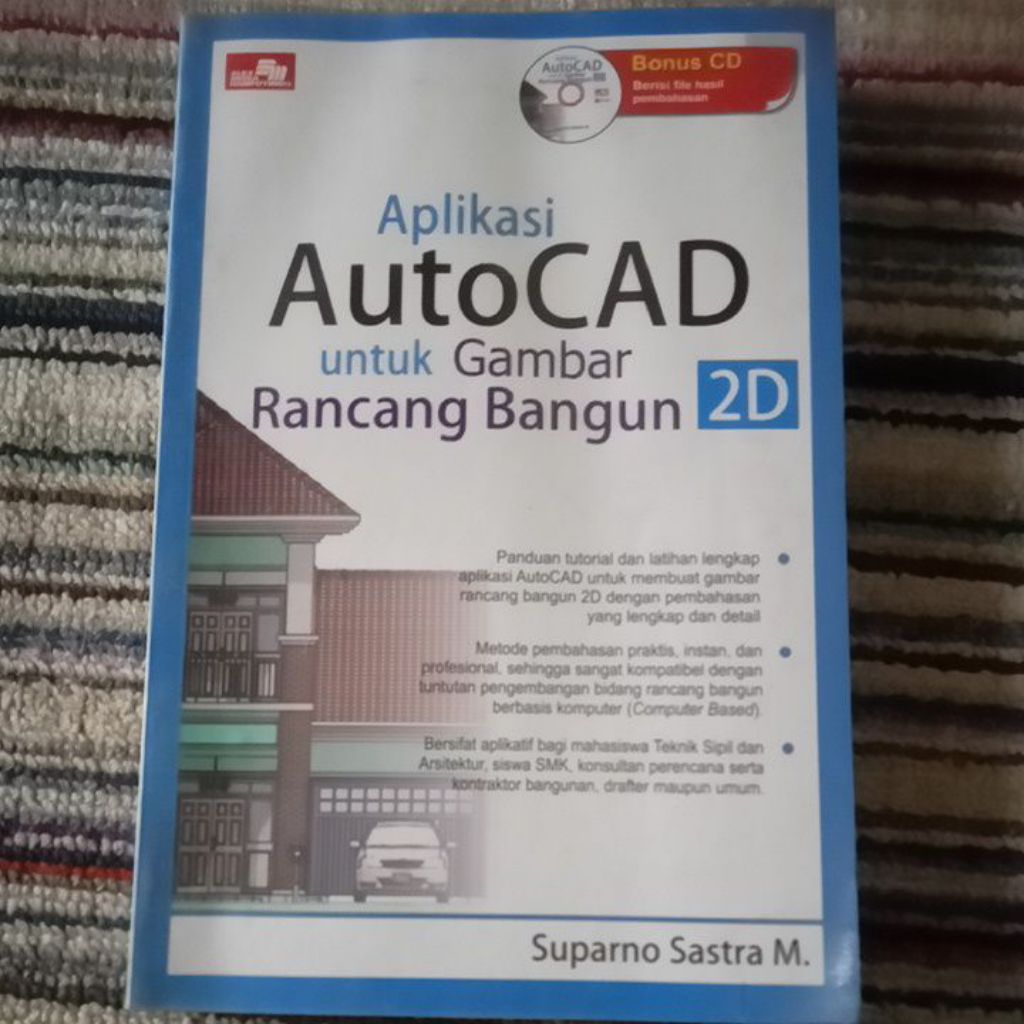 AutoCAD
Bonus CD
Berisi file hasil
pembahasan
Aplikasi
AutoCAD
untuk Gambar
Rancang Bangun 2D
Panduan tutorial dan latihan lengkap
aplikasi AutoCAD untuk membuat gambar
rancang bangun 2D dengan pembahasan
yang lengkap dan detail
Metode pembahasan praktis, instan, dan
profesional, sehingga sangat kompatibel dengan
tuntutan pengembangan bidang rancang bangun
berbasis komputer (Computer Based).
Bersifat aplikatif bagi mahasiswa Teknik Sipil dan
Arsitektur, siswa SMK, konsultan perencana serta
kontraktor bangunan, drafter maupun umum.
Suparno Sastra M.